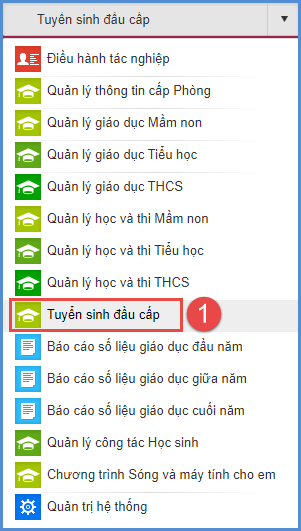 Tuyển sinh đầu cấp
Điều hành tác nghiệp
Quản lý thông tin cấp Phòng
Quản lý giáo dục Mầm non
Quản lý giáo dục Tiểu học
Quản lý giáo dục THCS
Quản lý học và thi Mầm non
Quản lý học và thi Tiểu học
Quản lý học và thi THCS
Tuyển sinh đầu cấp 1
Báo cáo số liệu giáo dục đầu năm
Báo cáo số liệu giáo dục giữa năm
Báo cáo số liệu giáo dục cuối năm
Quản lý công tác Học sinh
Chương trình Sóng và máy tính cho em
Quản trị hệ thống